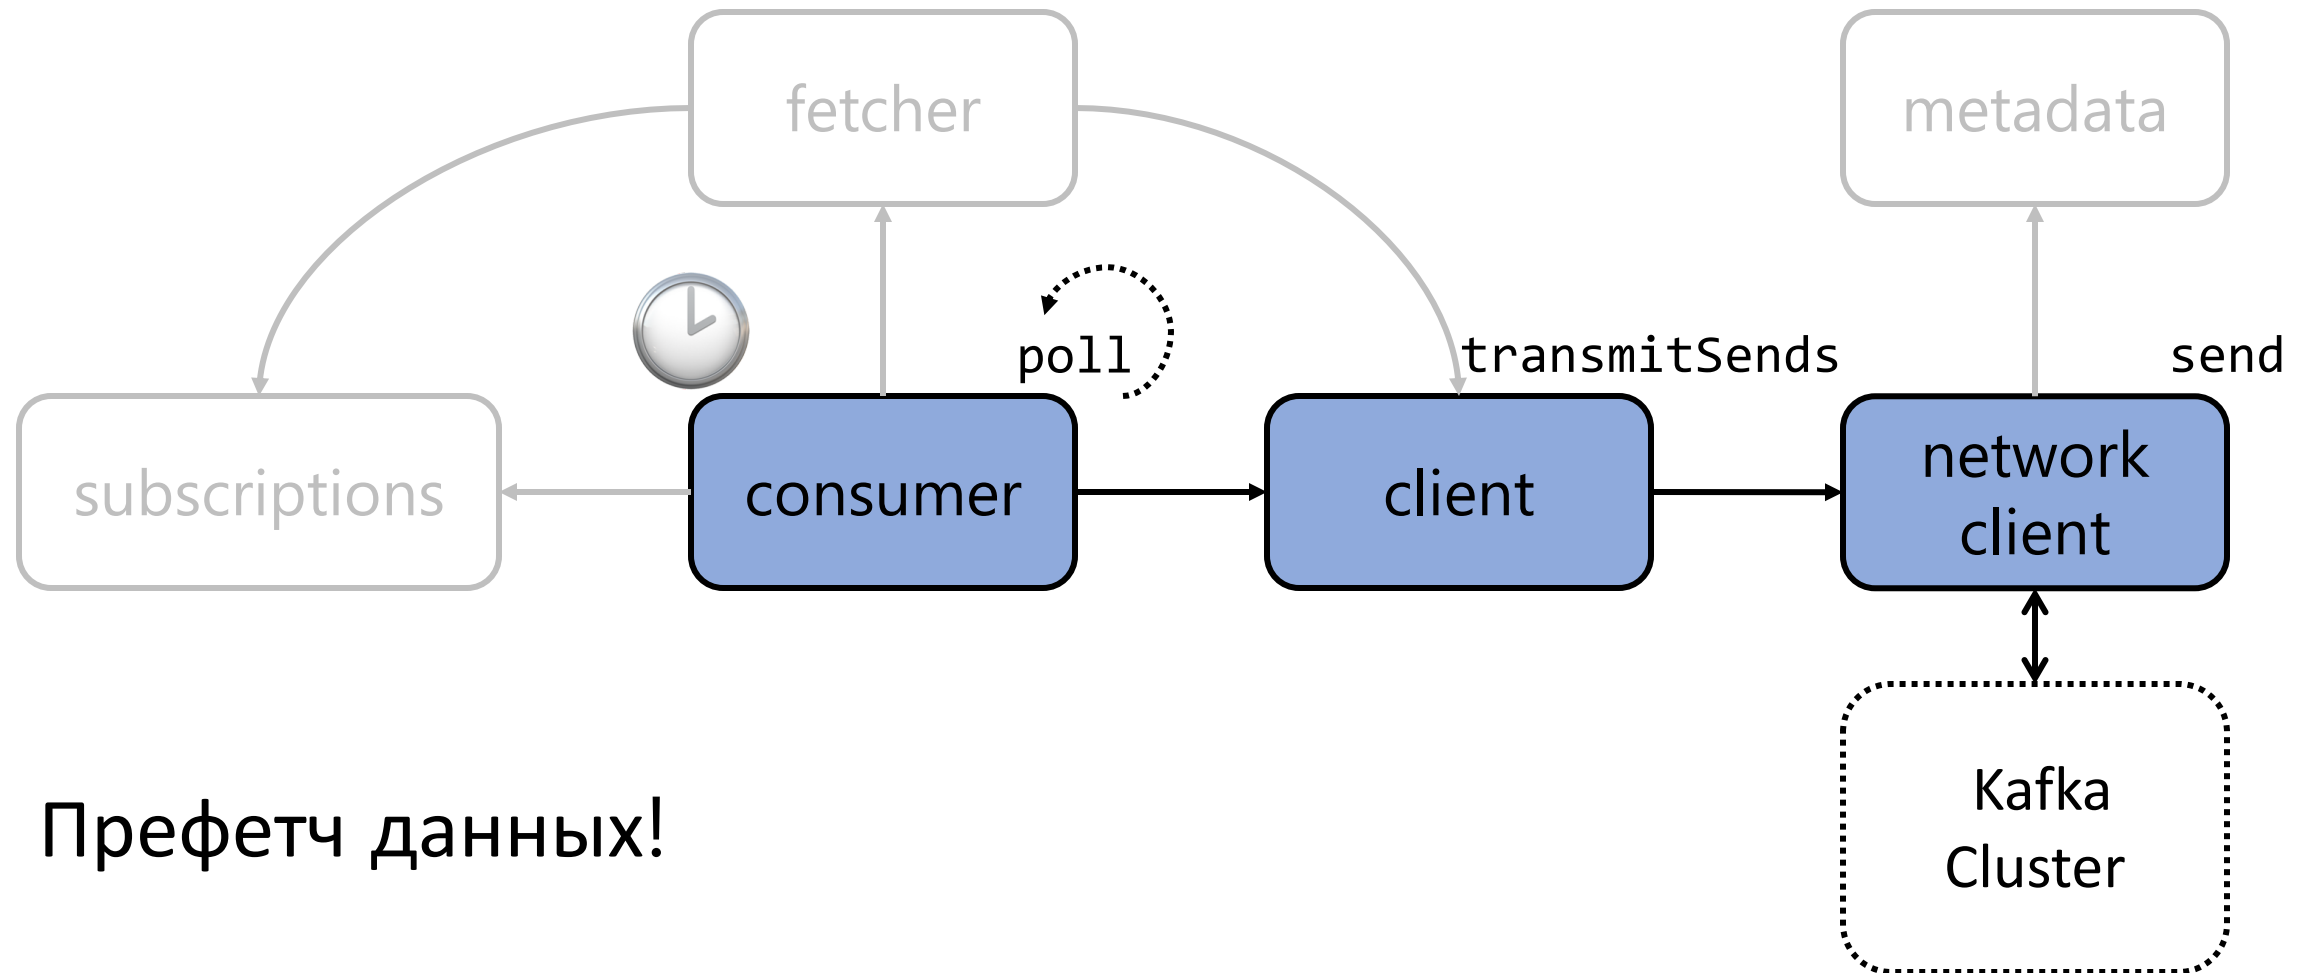 fetcher
metadata
poll
transmitSends
send
subscriptions
consumer
client
network
client
Kafka
Cluster
Префетч данных!